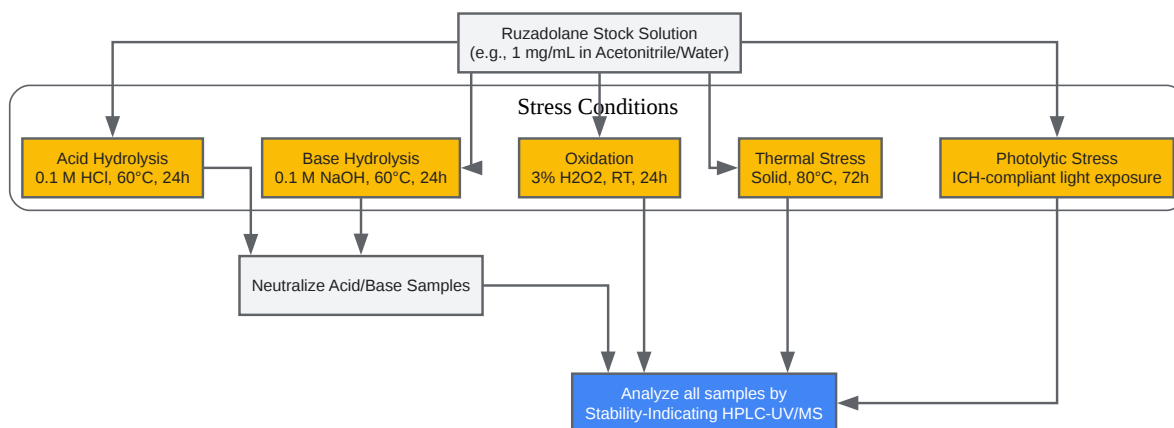 Ruzadolane Stock Solution
(e.g., 1 mg/mL in Acetonitrile/Water)
Stress Conditions
Acid Hydrolysis
0.1 M HCl, 60°C, 24h
Base Hydrolysis
0.1 M NaOH, 60°C, 24h
Oxidation
3% H2O2, RT, 24h
Thermal Stress
Solid, 80°C, 72h
Photolytic Stress
ICH-compliant light exposure
Neutralize Acid/Base Samples
Analyze all samples by
Stability-Indicating HPLC-UV/MS